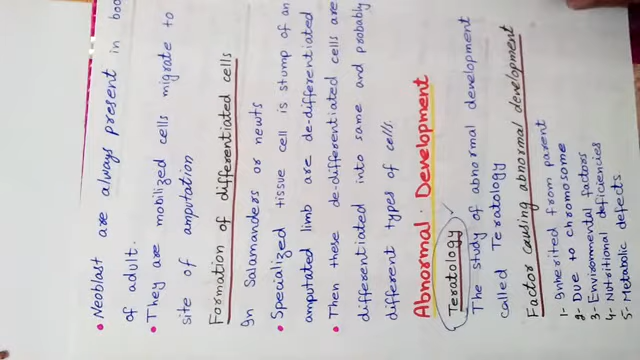 • Neoblast are always present in
of adult.
• They are mobilized cells migrate to
site of amputation
Formation of differentiated cells
In Salamanders or newts
• Specialized tissue cell is stump of an
amputated limb are de-differentiated
• Then these de-differentiated cells are
differentiated into same and probably
different types of cells.
Abnormal Development
Teratology
The study of abnormal development
called Teratology
Factor causing abnormal development
1- Inherited from parent
2- Due to chromosome
3- Environmental factors
4- Nutritional deficiencies
5- Metabolic defects